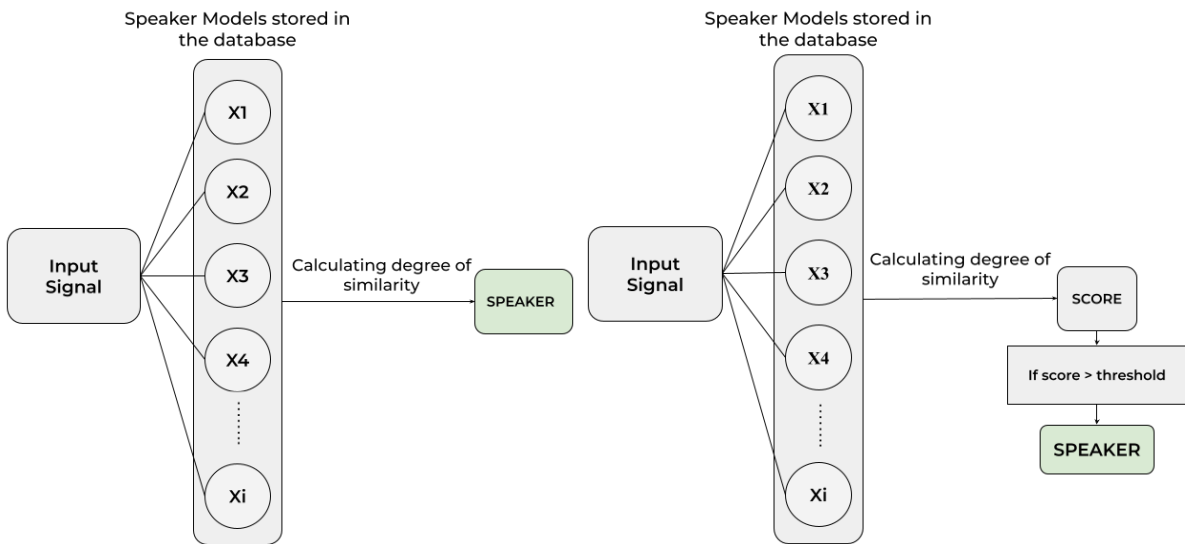 Speaker Models stored in
the database
X1
X2
X3
X4
Xi
Input
Signal
Calculating degree of
similarity
SPEAKER
Speaker Models stored in
the database
X1
X2
X3
X4
Xi
Input
Signal
Calculating degree of
similarity
SCORE
If score > threshold
SPEAKER